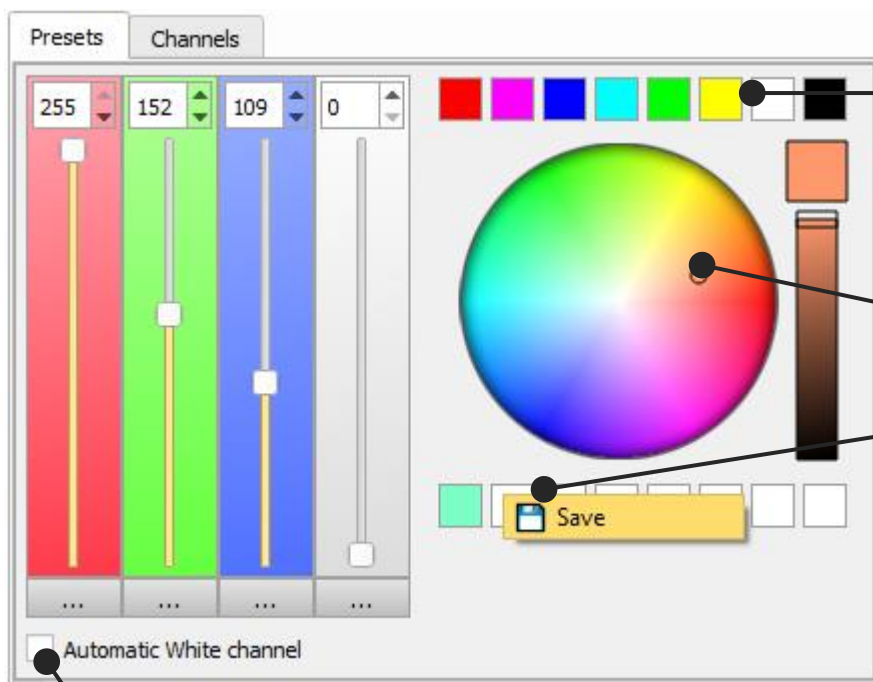 Presets Channels
255 152 109 0
Save
... ... ... ...
Automatic White channel